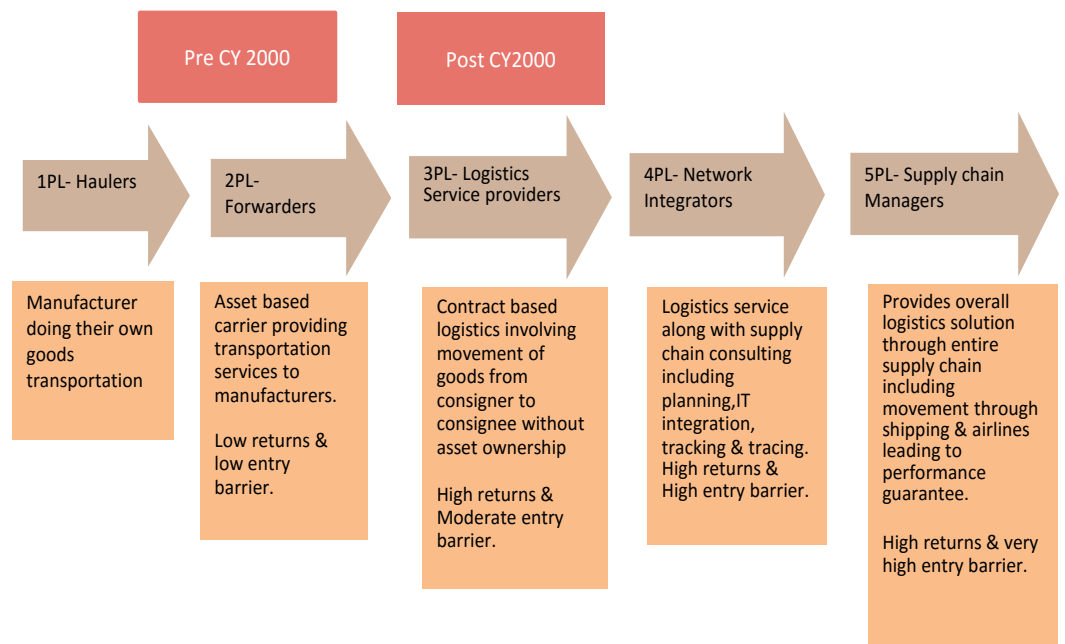 Pre CY 2000
Post CY2000
1PL- Haulers
2PL-
Forwarders
3PL- Logistics
Service providers
4PL- Network
Integrators
5PL- Supply chain
Managers
Manufacturer
doing their own
goods
transportation
Asset based
carrier providing
transportation
services to
manufacturers.
Low returns &
low entry
barrier.
Contract based
logistics involving
movement of
goods from
consigner to
consignee without
asset ownership
High returns &
Moderate entry
barrier.
Logistics service
along with supply
chain consulting
including
planning,IT
integration,
tracking & tracing.
High returns &
High entry barrier.
Provides overall
logistics solution
through entire
supply chain
including
movement through
shipping & airlines
leading to
performance
guarantee.
High returns & very
high entry barrier.